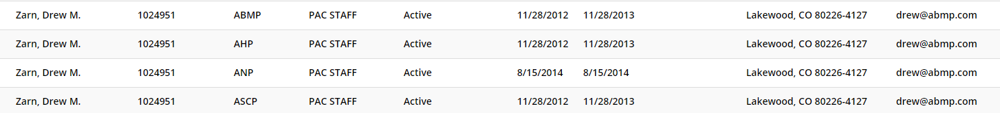 Zarn, Drew M. 1024951 ABMP PAC STAFF Active 11/28/2012 11/28/2013 Lakewood, CO 80226-4127 drew@abmp.com
Zarn, Drew M. 1024951 AHP PAC STAFF Active 11/28/2012 11/28/2013 Lakewood, CO 80226-4127 drew@abmp.com
Zarn, Drew M. 1024951 ANP PAC STAFF Active 8/15/2014 8/15/2014 Lakewood, CO 80226-4127 drew@abmp.com
Zarn, Drew M. 1024951 ASCP PAC STAFF Active 11/28/2012 11/28/2013 Lakewood, CO 80226-4127 drew@abmp.com